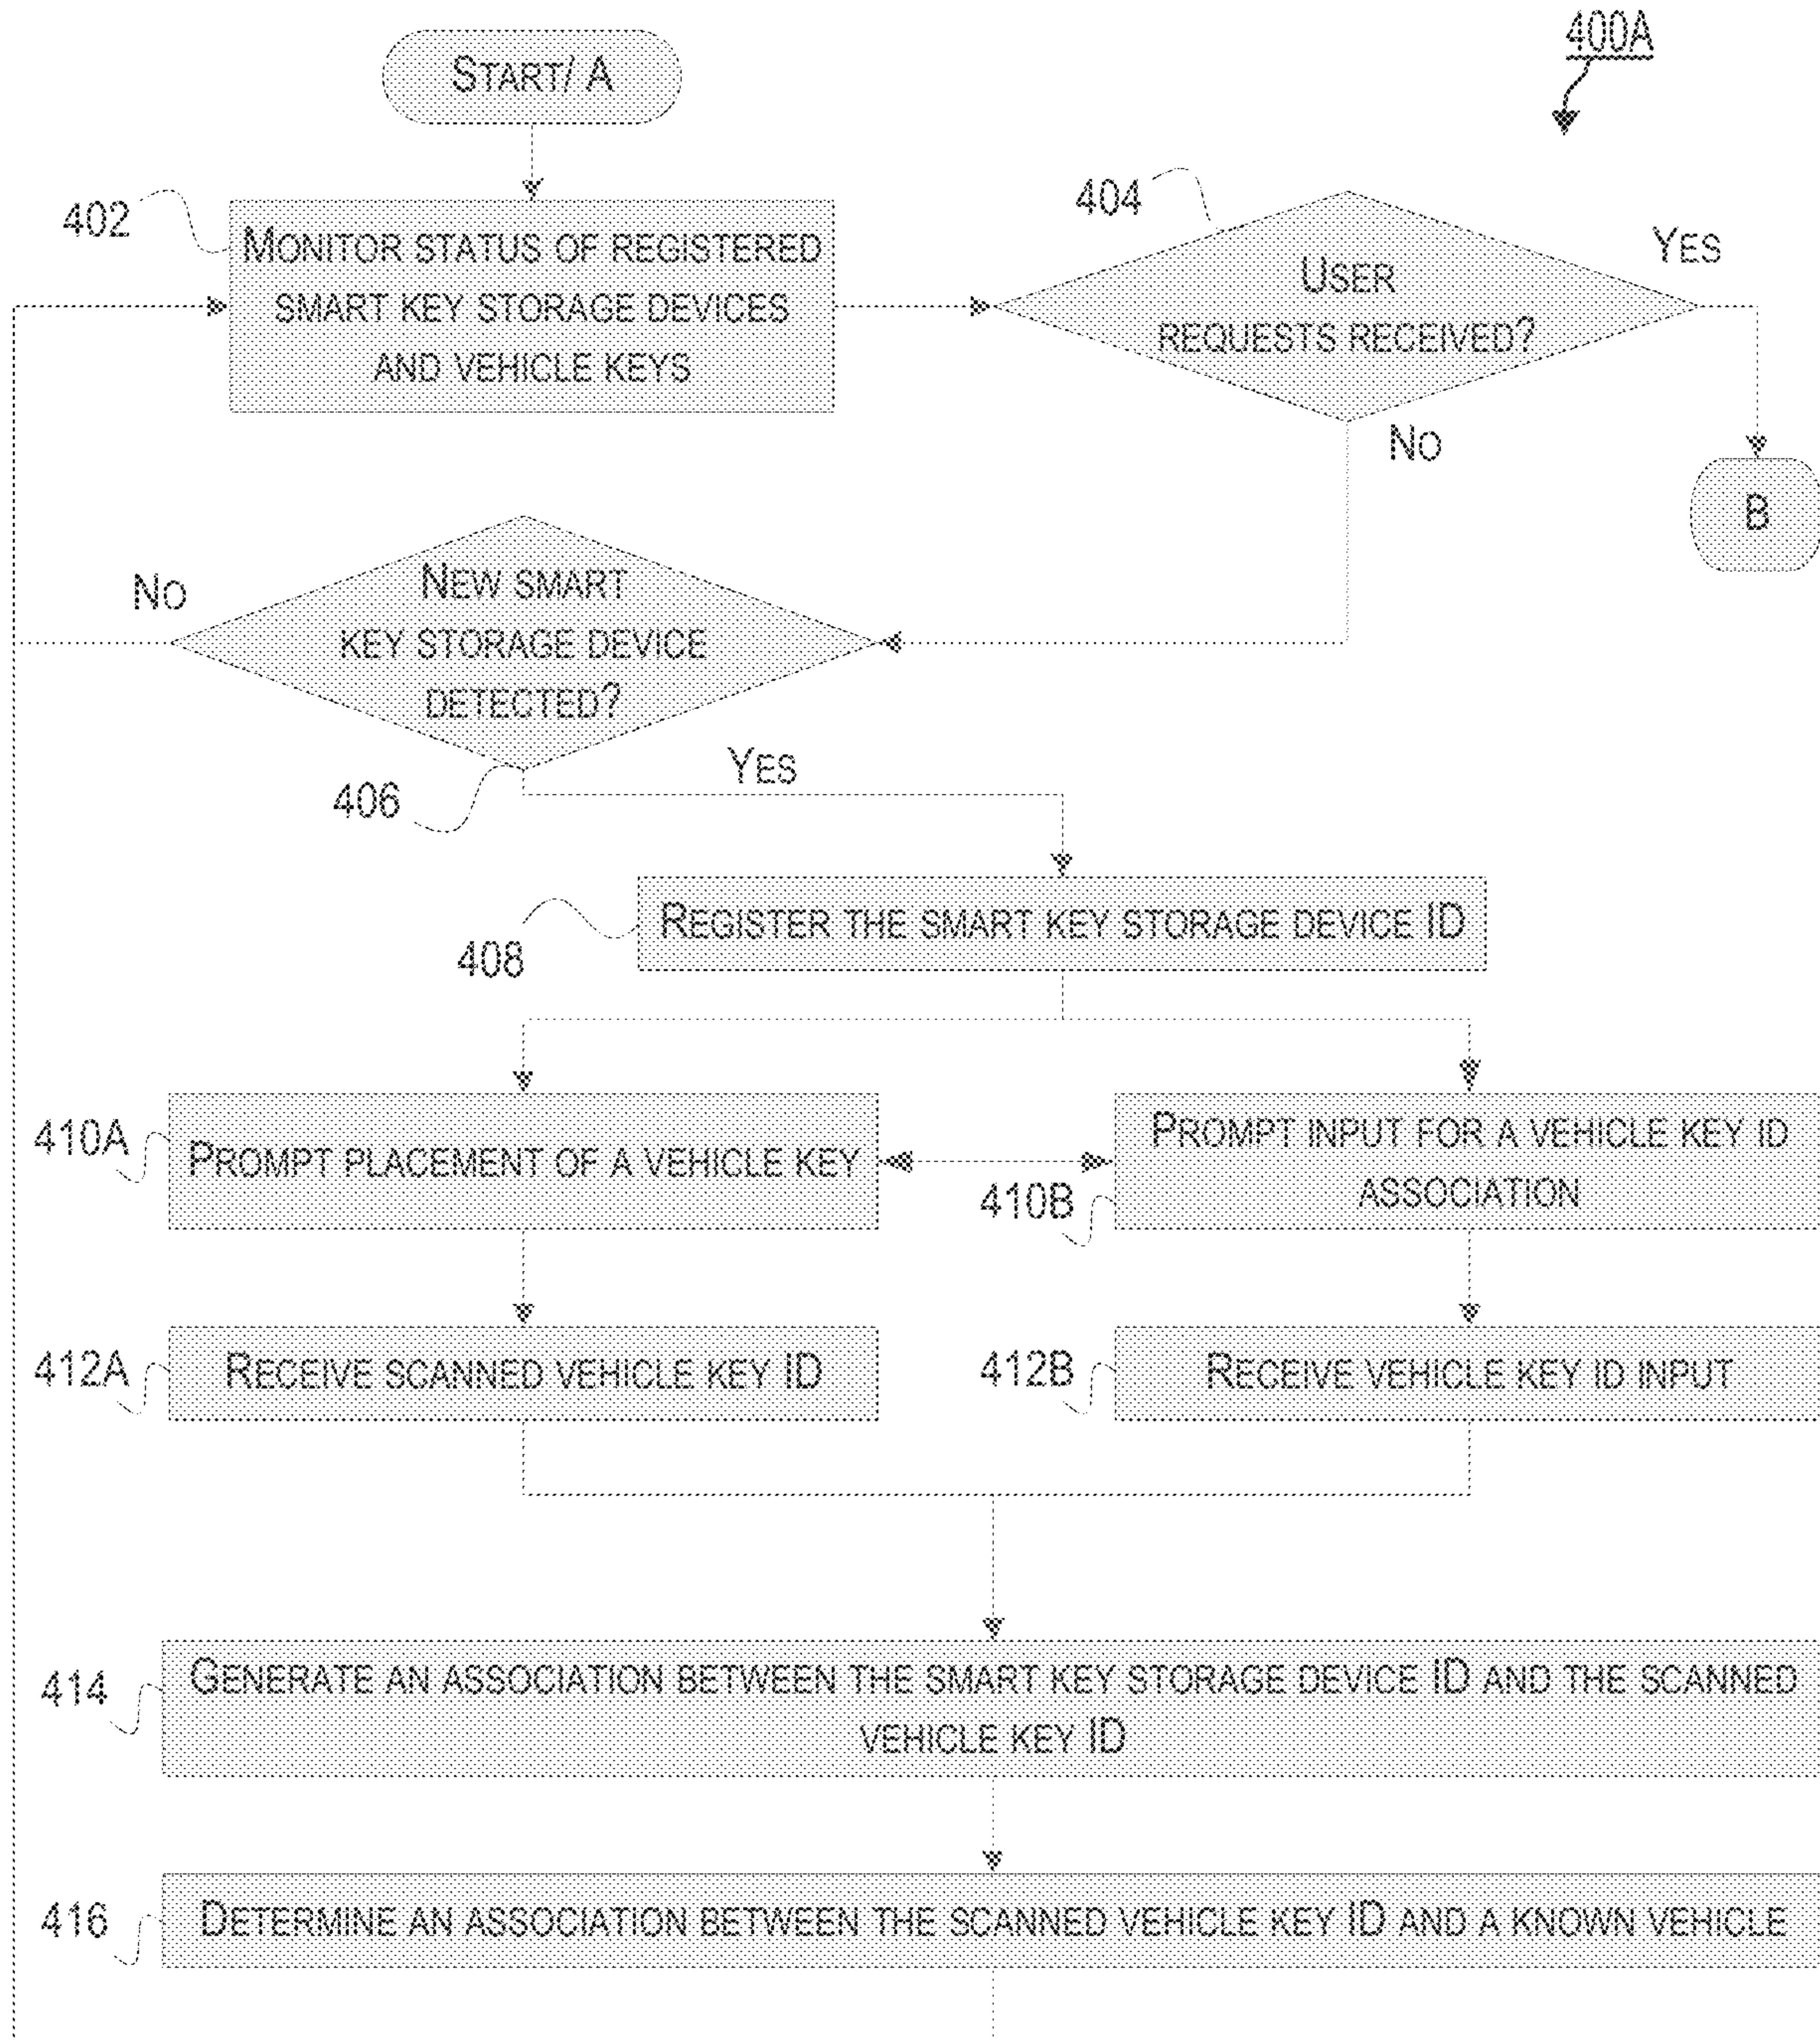 400A
START/ A
402
MONITOR STATUS OF REGISTERED
SMART KEY STORAGE DEVICES
AND VEHICLE KEYS
404
USER
REQUESTS RECEIVED?
YES
NO
B
NEW SMART
KEY STORAGE DEVICE
DETECTED?
NO
YES
406
REGISTER THE SMART KEY STORAGE DEVICE ID
408
410A
PROMPT PLACEMENT OF A VEHICLE KEY
PROMPT INPUT FOR A VEHICLE KEY ID
ASSOCIATION
410B
412A
RECEIVE SCANNED VEHICLE KEY ID
412B
RECEIVE VEHICLE KEY ID INPUT
414
GENERATE AN ASSOCIATION BETWEEN THE SMART KEY STORAGE DEVICE ID AND THE SCANNED
VEHICLE KEY ID
416
DETERMINE AN ASSOCIATION BETWEEN THE SCANNED VEHICLE KEY ID AND A KNOWN VEHICLE